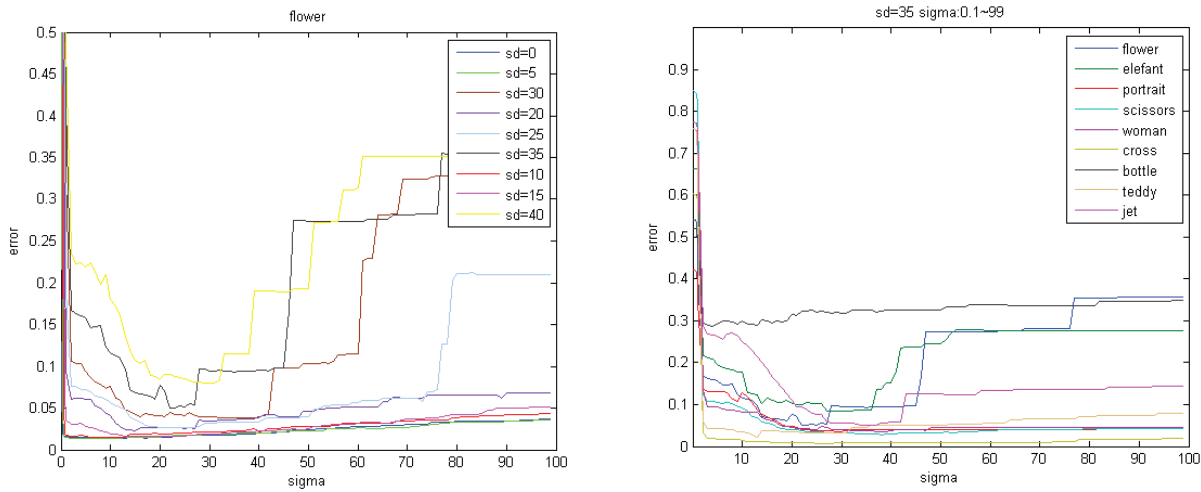 flower
error
0.5
0.45
0.4
0.35
0.3
0.25
0.2
0.15
0.1
0.05
0
0 10 20 30 40 50 60 70 80 90 100
sigma
sd=0
sd=5
sd=30
sd=20
sd=25
sd=35
sd=10
sd=15
sd=40
sd=35 sigma:0.1~99
error
0.9
0.8
0.7
0.6
0.5
0.4
0.3
0.2
0.1
0
10 20 30 40 50 60 70 80 90 100
sigma
flower
elefant
portrait
scissors
woman
cross
bottle
teddy
jet